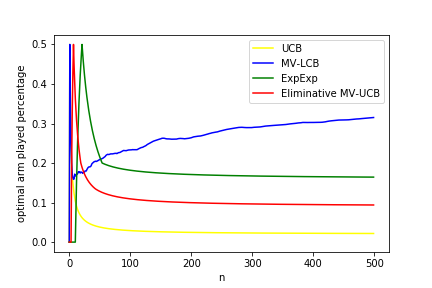 0.5
0.4
0.3
0.2
0.1
0.0
optimal arm played percentage
UCB
MV-LCB
ExpExp
Eliminative MV-UCB
0 100 200 300 400 500
n